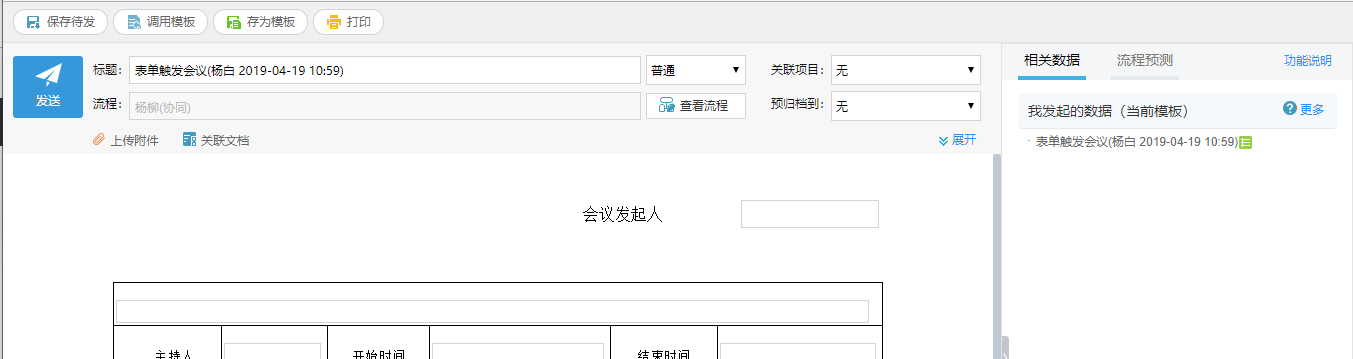 保存待发 调用模板 存为模板 打印
发送
标题： 表单触发会议(杨白 2019-04-19 10:59) 普通 关联项目： 无
流程： 杨柳(协同) 查看流程 预归档到： 无
上传附件 关联文档 展开
相关数据 流程预测 功能说明
我发起的数据（当前模板） 更多
· 表单触发会议(杨白 2019-04-19 10:59)
会议发起人
主持人 开始时间 结束时间